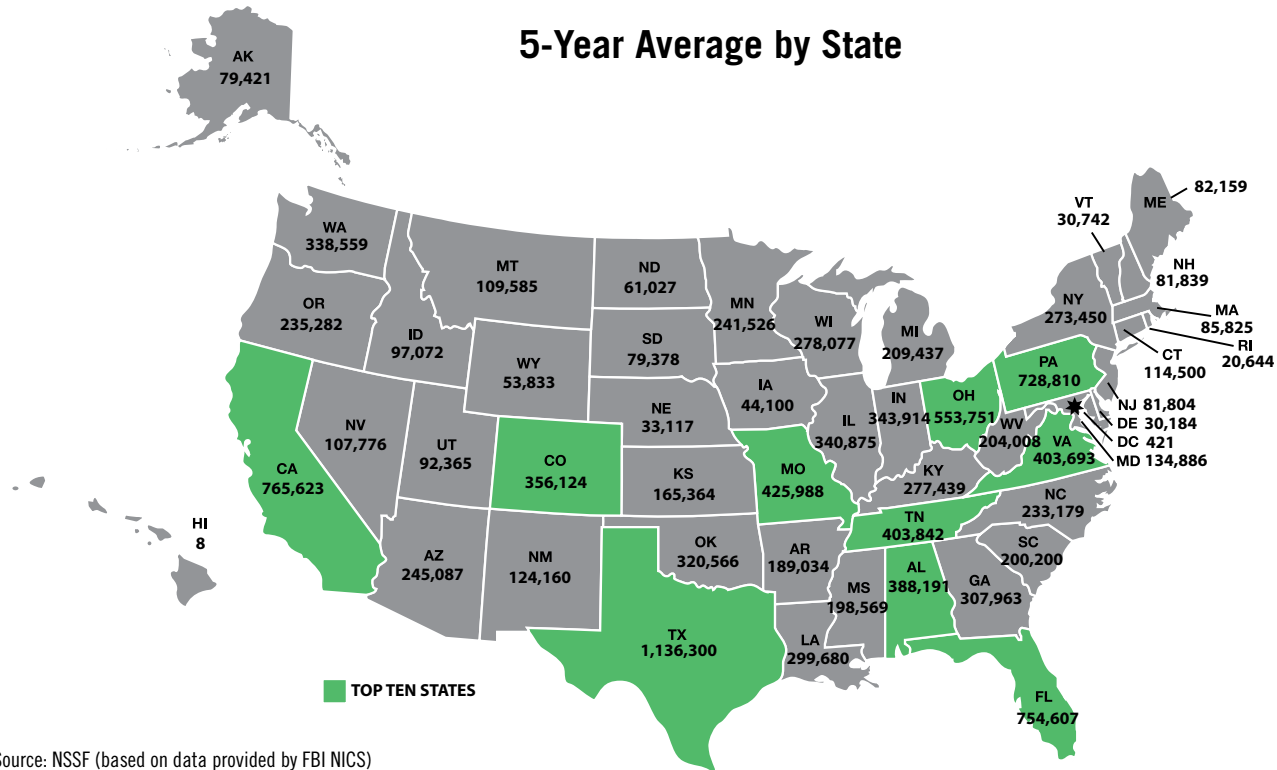 5-Year Average by State
AK
79,421
WA
338,559
OR
235,282
CA
765,623
ID
97,072
NV
107,776
MT
109,585
WY
53,833
UT
92,365
AZ
245,087
CO
356,124
NM
124,160
ND
61,027
SD
79,378
NE
33,117
KS
165,364
OK
320,566
TX
1,136,300
MN
241,526
IA
44,100
MO
425,988
AR
189,034
LA
299,680
WI
278,077
IL
340,875
MI
209,437
IN
343,914
OH
553,751
KY
277,439
TN
403,842
MS
198,569
AL
388,191
GA
307,963
FL
754,607
SC
200,200
NC
233,179
VA
403,693
WV
204,008
PA
728,810
NY
273,450
VT
30,742
ME
82,159
NH
81,839
MA
85,825
RI
20,644
CT
114,500
NJ 81,804
DE 30,184
DC 421
MD 134,886
HI
8
TOP TEN STATES
Source: NSSF (based on data provided by FBI NICS)